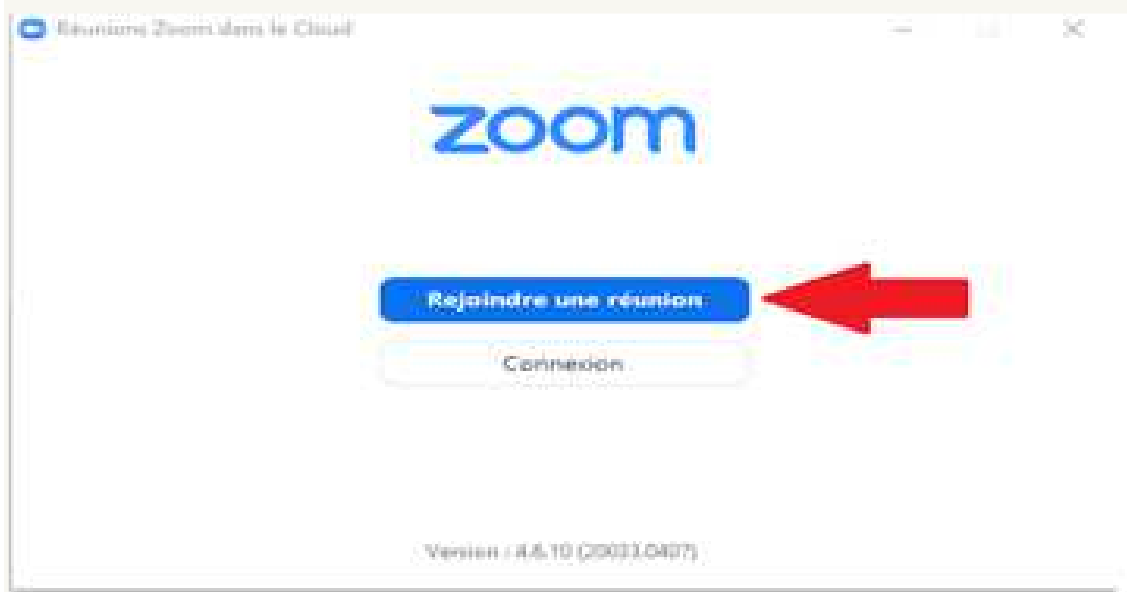 Réunions Zoom dans le Cloud
zoom
Rejoindre une réunion
Connexion
Version : 4.6.10 (20033.0407)